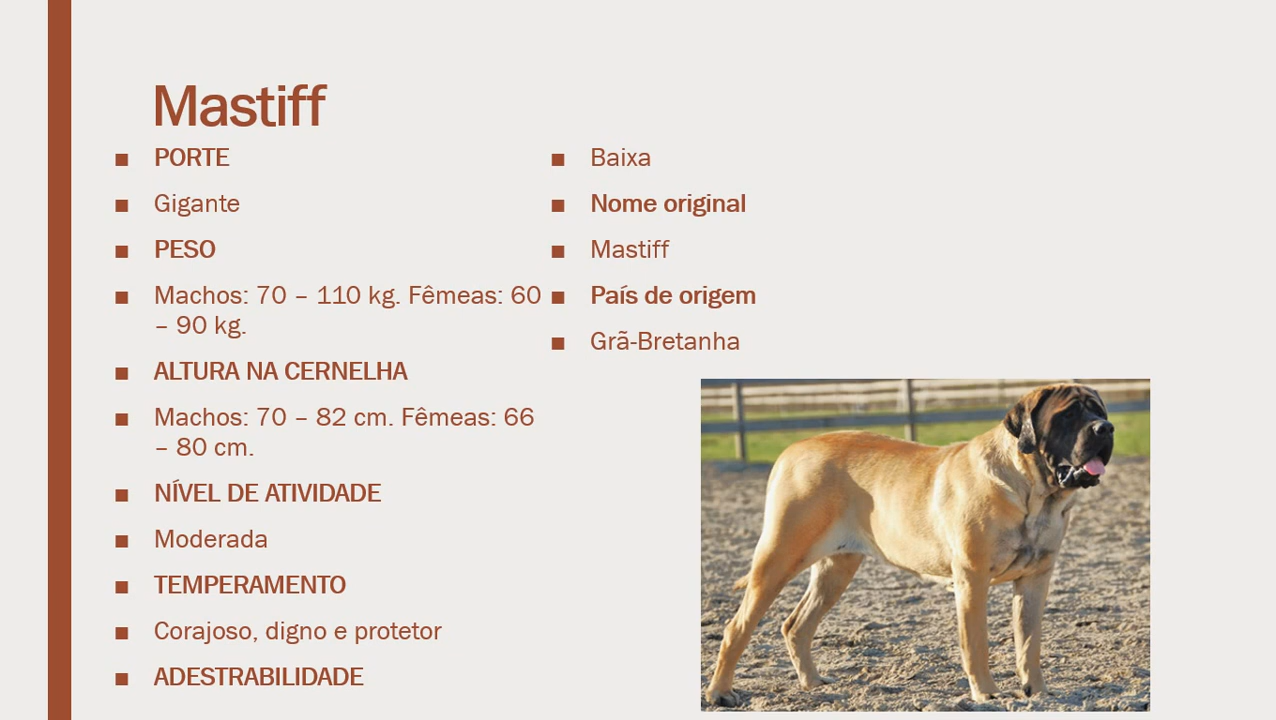 Mastiff
PORTE
Gigante
PESO
Machos: 70 – 110 kg. Fêmeas: 60
– 90 kg.
ALTURA NA CERNELHA
Machos: 70 – 82 cm. Fêmeas: 66
– 80 cm.
NÍVEL DE ATIVIDADE
Moderada
TEMPERAMENTO
Corajoso, digno e protetor
ADESTRABILIDADE
Baixa
Nome original
Mastiff
País de origem
Grã-Bretanha